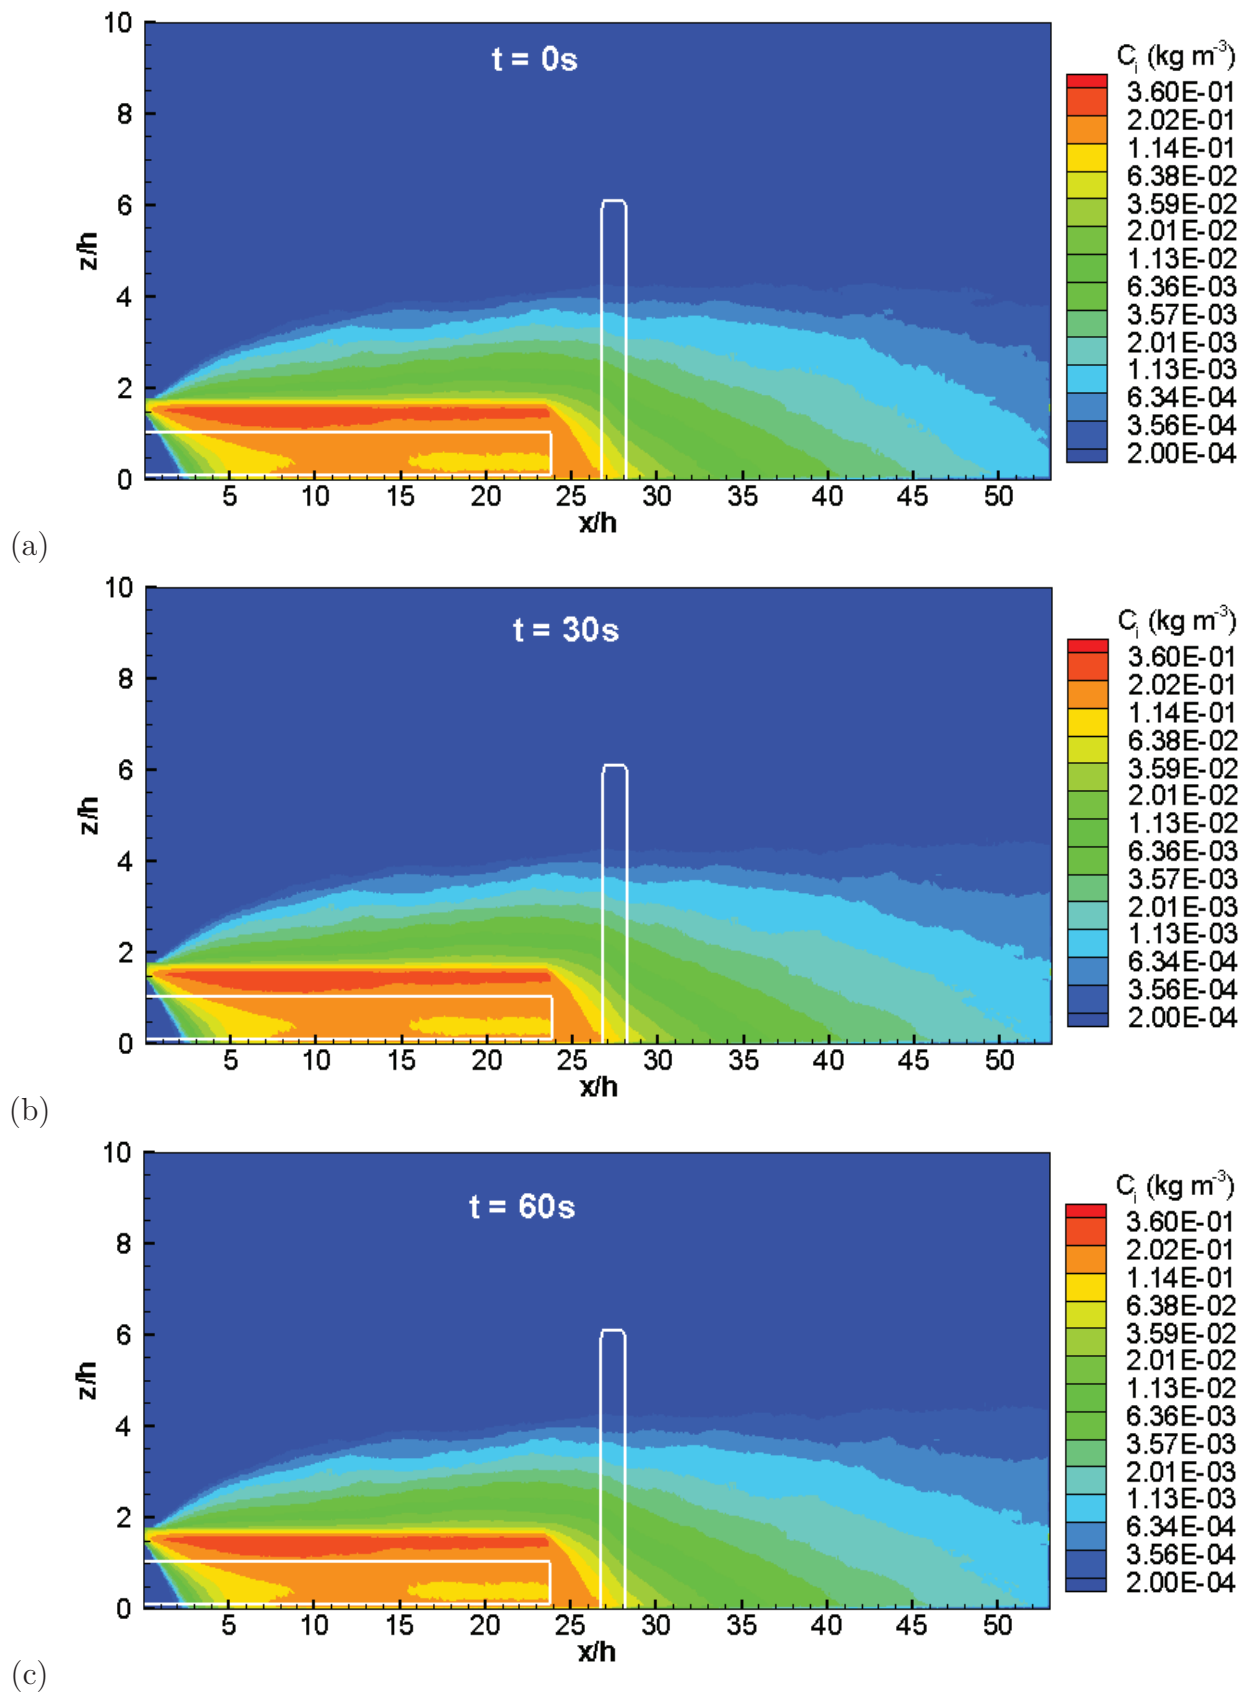 10
8
6
4
2
0
z/h
t = 0s
5 10 15 20 25 30 35 40 45 50
x/h
C_i (kg m^-3)
3.60E-01
2.02E-01
1.14E-01
6.38E-02
3.59E-02
2.01E-02
1.13E-02
6.36E-03
3.57E-03
2.01E-03
1.13E-03
6.34E-04
3.56E-04
2.00E-04
(a)
10
8
6
4
2
0
z/h
t = 30s
5 10 15 20 25 30 35 40 45 50
x/h
C_i (kg m^-3)
3.60E-01
2.02E-01
1.14E-01
6.38E-02
3.59E-02
2.01E-02
1.13E-02
6.36E-03
3.57E-03
2.01E-03
1.13E-03
6.34E-04
3.56E-04
2.00E-04
(b)
10
8
6
4
2
0
z/h
t = 60s
5 10 15 20 25 30 35 40 45 50
x/h
C_i (kg m^-3)
3.60E-01
2.02E-01
1.14E-01
6.38E-02
3.59E-02
2.01E-02
1.13E-02
6.36E-03
3.57E-03
2.01E-03
1.13E-03
6.34E-04
3.56E-04
2.00E-04
(c)